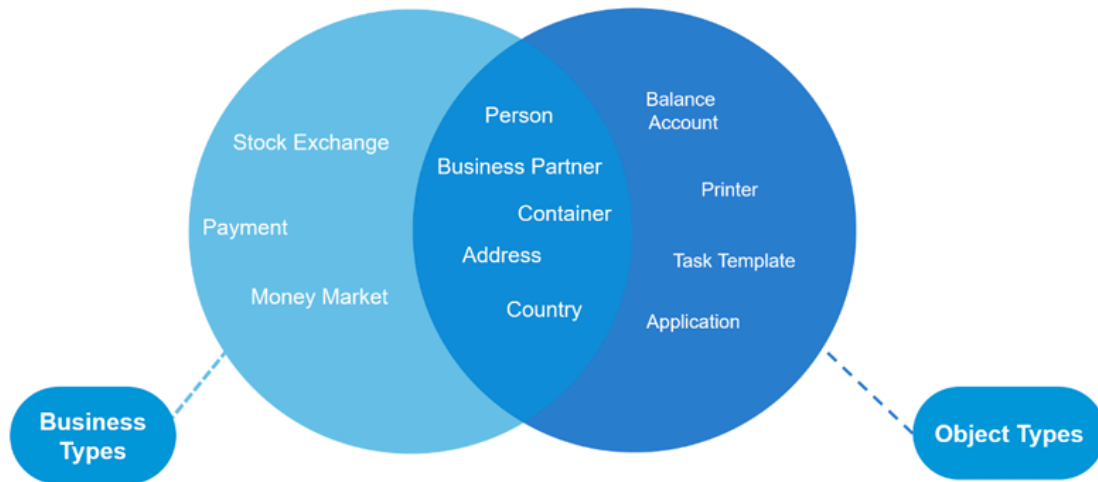 Stock Exchange
Payment
Money Market
Person
Business Partner
Container
Address
Country
Balance
Account
Printer
Task Template
Application
Business
Types
Object Types